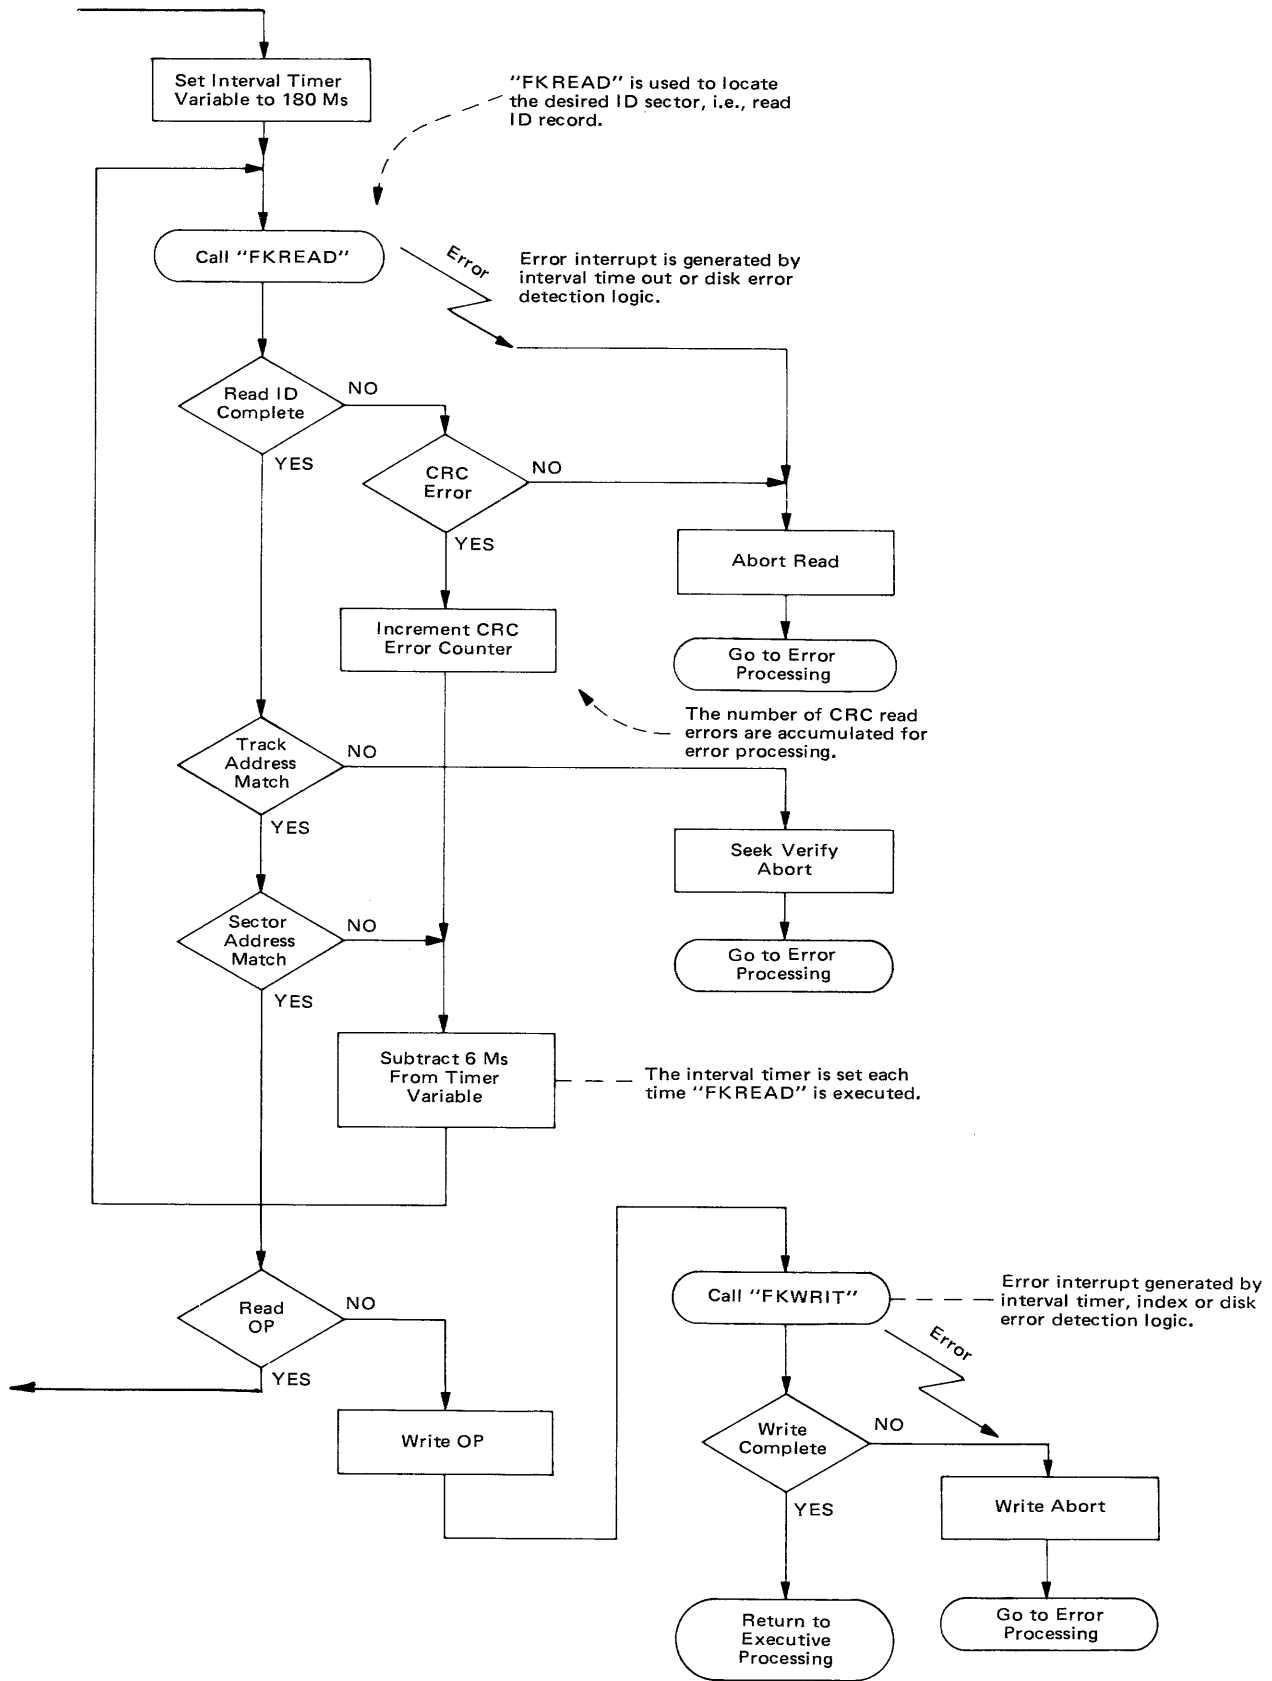 Set Interval Timer
Variable to 180 Ms
"FKREAD" is used to locate
the desired ID sector, i.e., read
ID record.
Call "FKREAD"
Error
Error interrupt is generated by
interval time out or disk error
detection logic.
Read ID
Complete
NO
YES
CRC
Error
NO
YES
Abort Read
Increment CRC
Error Counter
Go to Error
Processing
The number of CRC read
errors are accumulated for
error processing.
Track
Address
Match
NO
YES
Seek Verify
Abort
Sector
Address
Match
NO
YES
Go to Error
Processing
Subtract 6 Ms
From Timer
Variable
The interval timer is set each
time "FKREAD" is executed.
Read
OP
NO
YES
Call "FKWRIT"
Error interrupt generated by
interval timer, index or disk
error detection logic.
Error
Write OP
Write
Complete
NO
YES
Write Abort
Return to
Executive
Processing
Go to Error
Processing